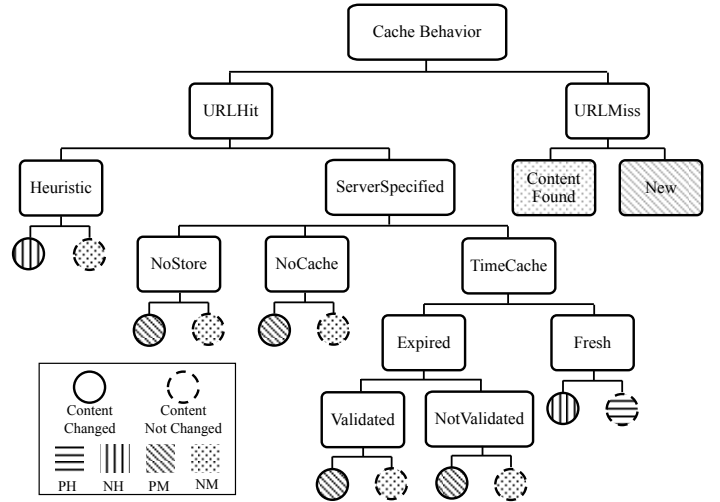 Cache Behavior
URLHit
URLMiss
Heuristic
ServerSpecified
Content
Found
New
NoStore
NoCache
TimeCache
Expired
Fresh
Validated
NotValidated
Content
Changed
Content
Not Changed
PH
NH
PM
NM